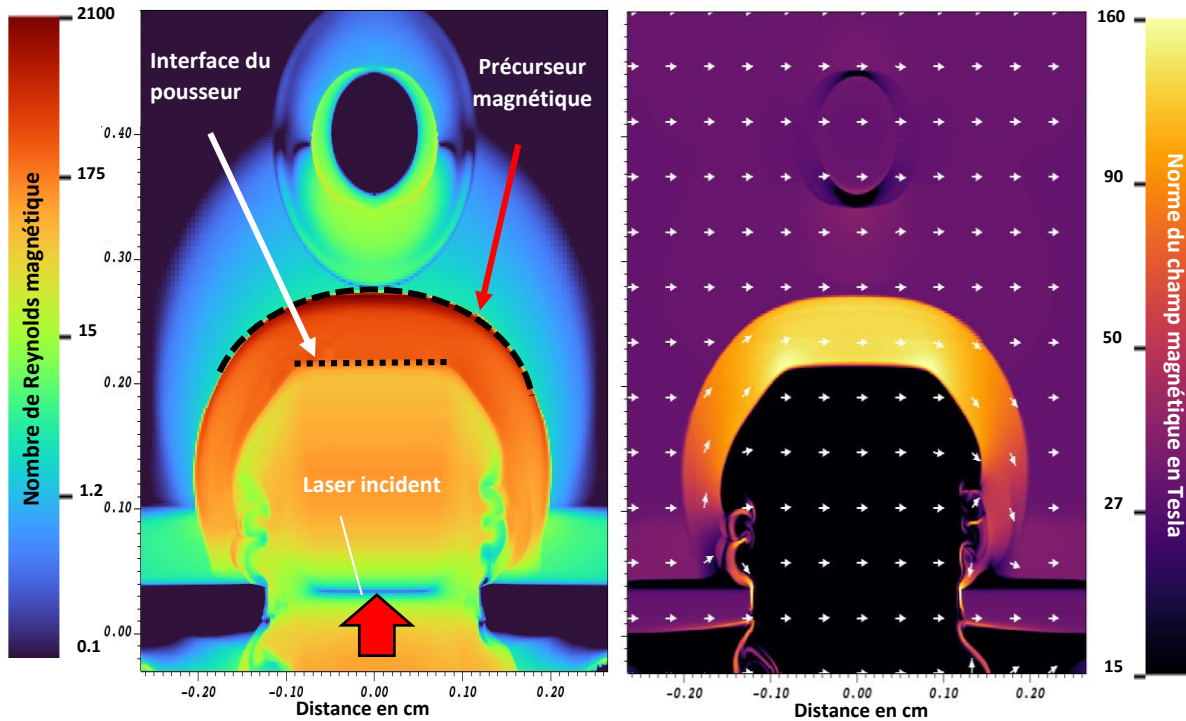 2100
175
15
1.2
0.1
Nombre de Reynolds magnétique
Interface du
pousseur
Précurseur
magnétique
Laser incident
0.40
0.30
0.20
0.10
0.00
-0.20
-0.10
0.00
0.10
0.20
Distance en cm
-0.20
-0.10
0.00
0.10
0.20
Distance en cm
160
90
50
27
15
Norme du champ magnétique en Tesla